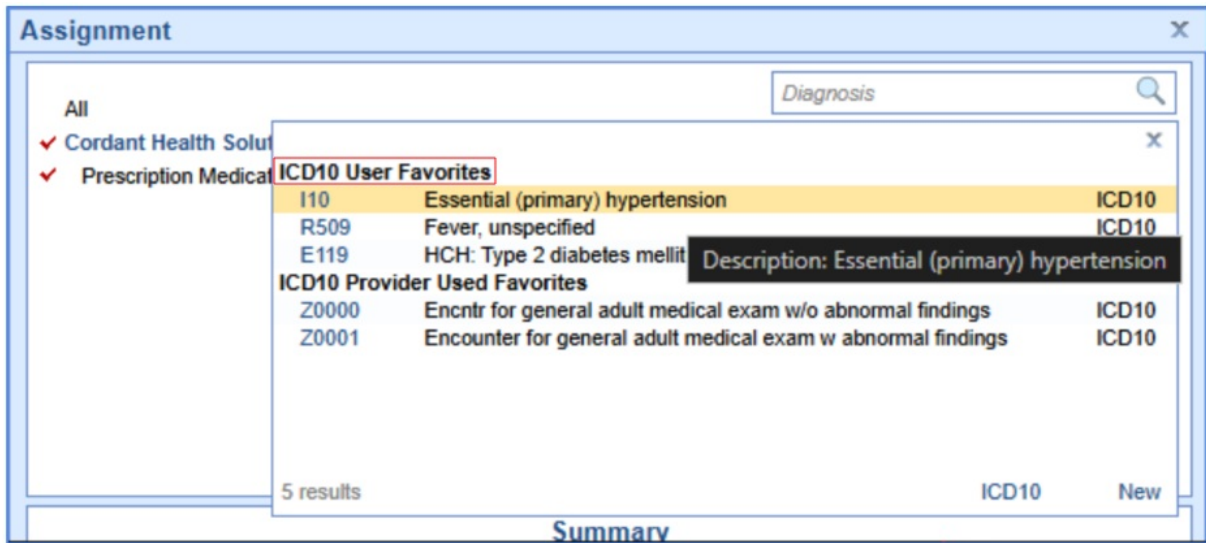 Assignment
Diagnosis
All
Cordant Health Solut
Prescription Medicat
ICD10 User Favorites
I10 Essential (primary) hypertension ICD10
R509 Fever, unspecified ICD10
E119 HCH: Type 2 diabetes mellit
Description: Essential (primary) hypertension
ICD10 Provider Used Favorites
Z0000 Encntr for general adult medical exam w/o abnormal findings ICD10
Z0001 Encounter for general adult medical exam w abnormal findings ICD10
5 results ICD10 New
Summary